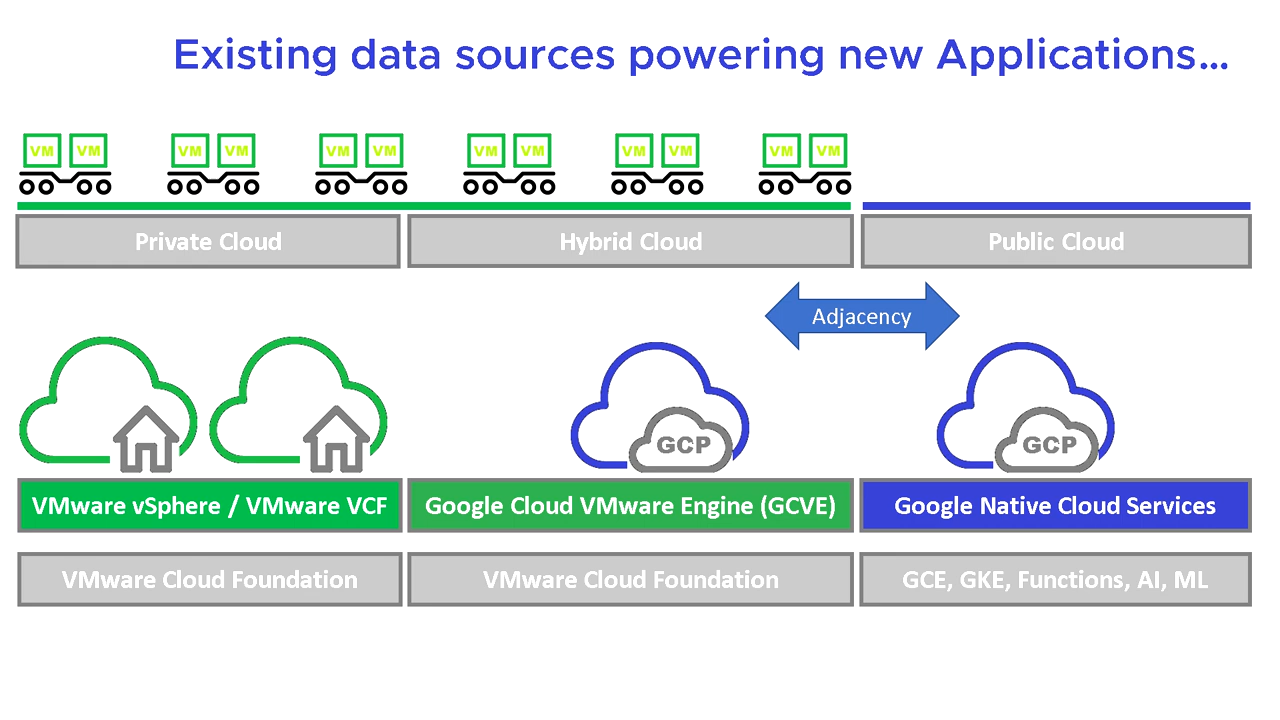 Existing data sources powering new Applications...
VM VM VM VM VM VM VM VM VM VM VM VM
Private Cloud
Hybrid Cloud
Public Cloud
Adjacency
GCP
GCP
VMware vSphere / VMware VCF
Google Cloud VMware Engine (GCVE)
Google Native Cloud Services
VMware Cloud Foundation
VMware Cloud Foundation
GCE, GKE, Functions, AI, ML